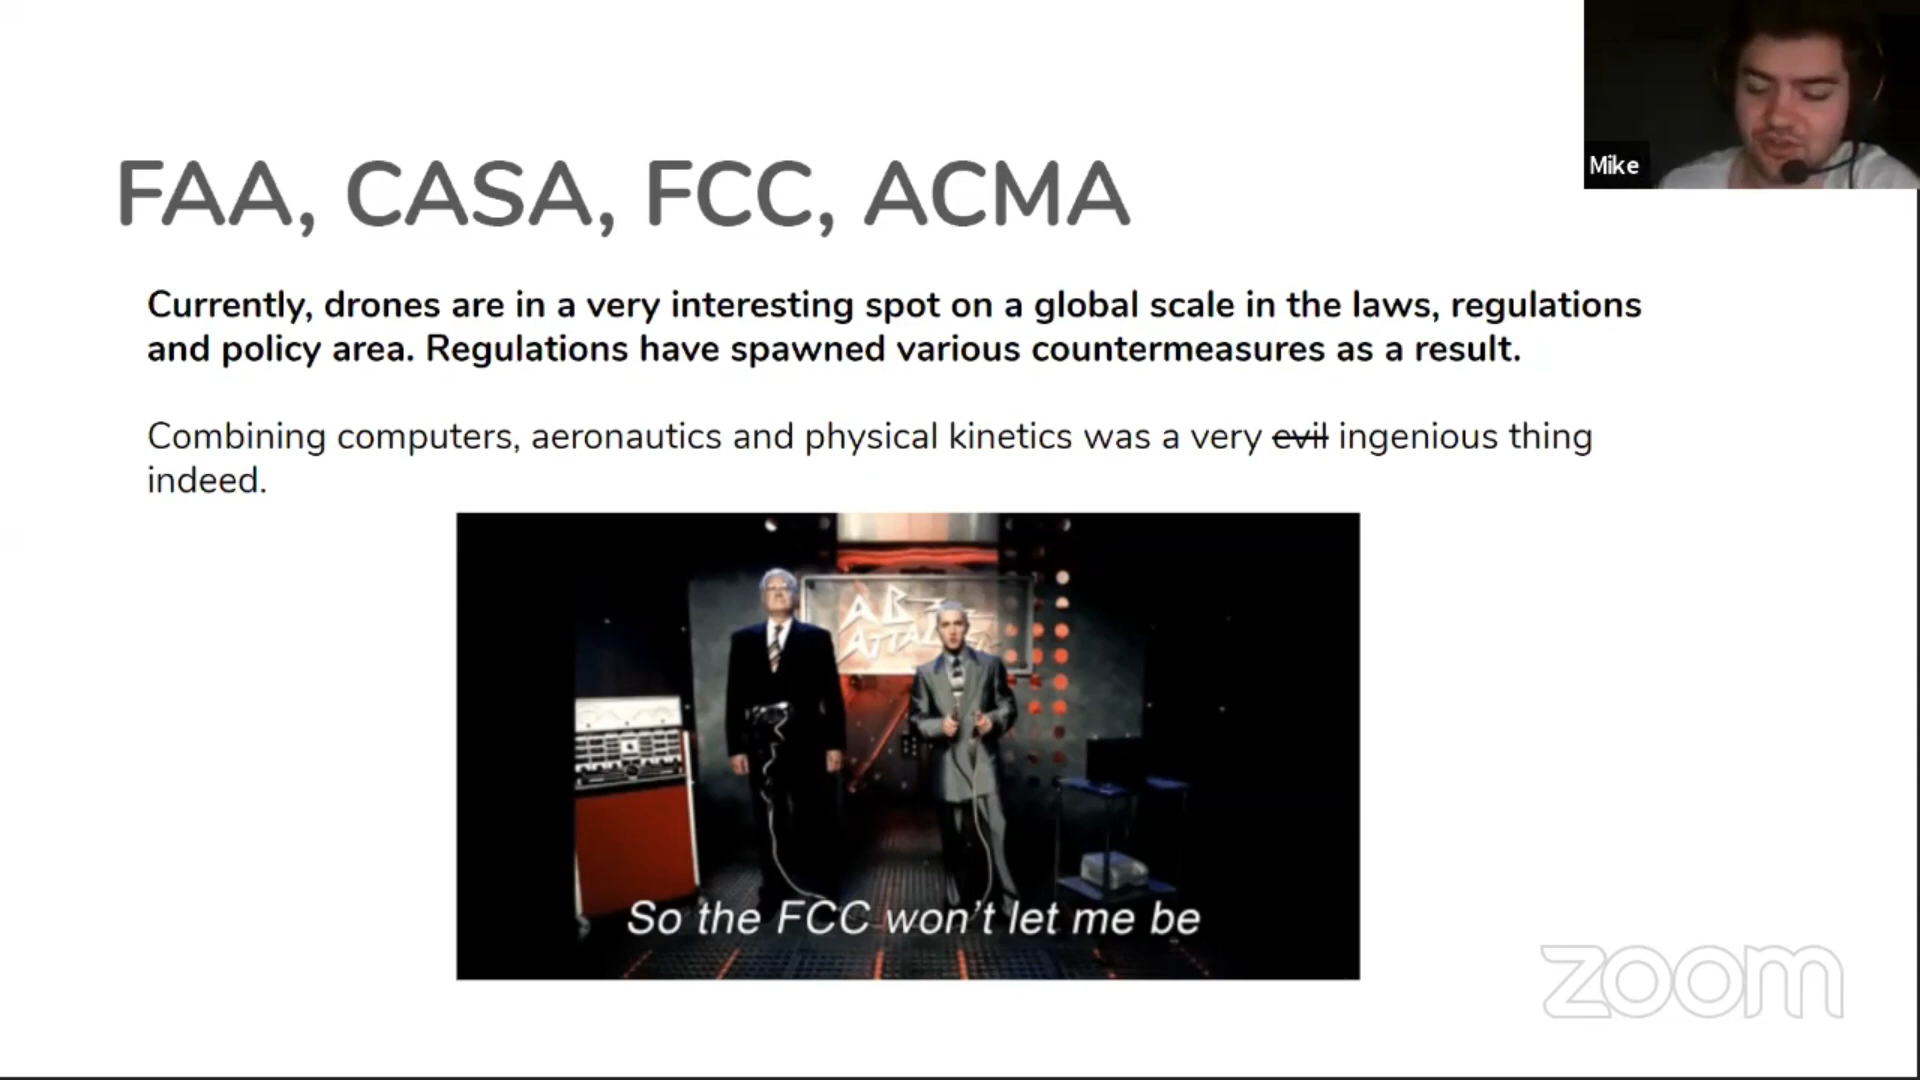 Mike
FAA, CASA, FCC, ACMA
Currently, drones are in a very interesting spot on a global scale in the laws, regulations
and policy area. Regulations have spawned various countermeasures as a result.
Combining computers, aeronautics and physical kinetics was a very evil ingenious thing
indeed.
So the FCC won't let me be
zoom